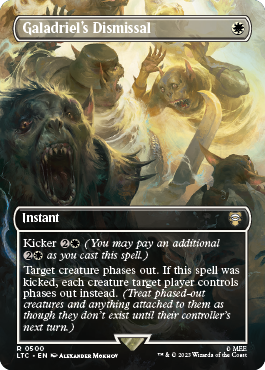 Galadriel's Dismissal
Instant
Kicker 2 (You may pay an additional
2 as you cast this spell.)
Target creature phases out. If this spell was
kicked, each creature target player controls
phases out instead. (Treat phased-out
creatures and anything attached to them as
though they don't exist until their controller's
next turn.)
R 0500
LTC • EN Alexander Mokhov
© MEE
™ & © 2023 Wizards of the Coast